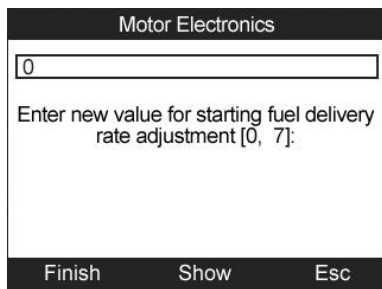 Motor Electronics
0
Enter new value for starting fuel delivery
rate adjustment [0, 7]:
Finish Show Esc